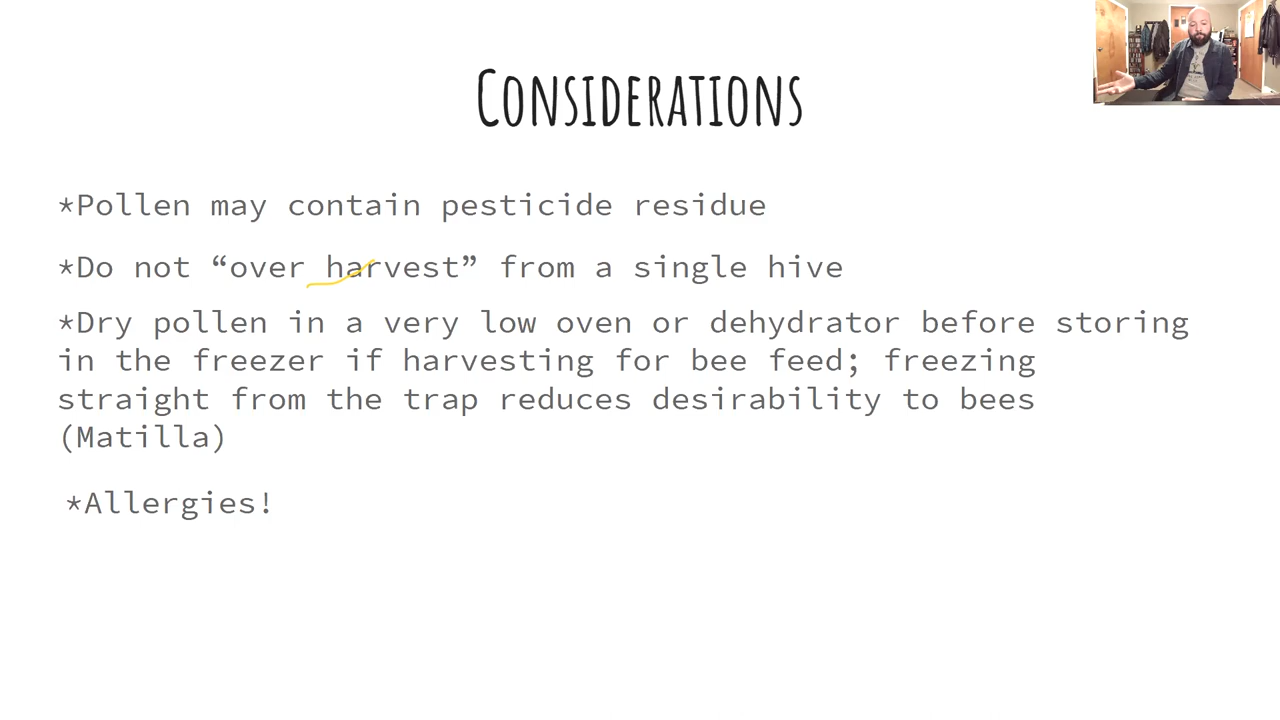 Considerations
*Pollen may contain pesticide residue
*Do not “over harvest” from a single hive
*Dry pollen in a very low oven or dehydrator before storing
in the freezer if harvesting for bee feed; freezing
straight from the trap reduces desirability to bees
(Matilla)
*Allergies!